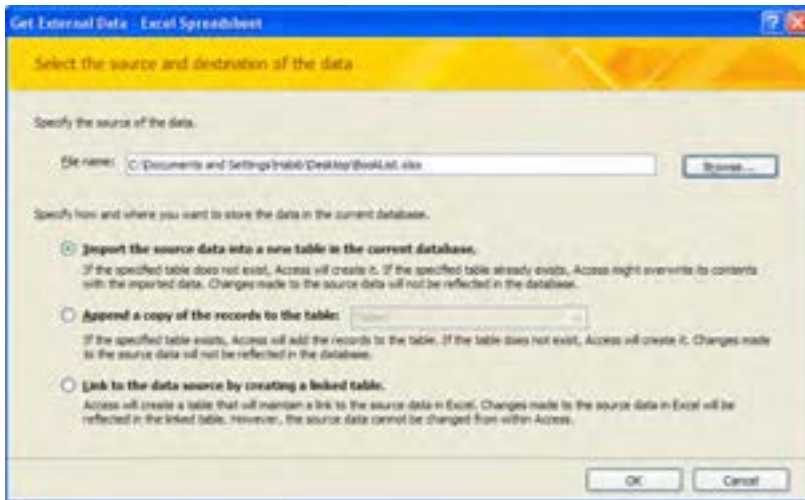 Get External Data - Excel Spreadsheet
Select the source and destination of the data
Specify the source of the data.
File name: C:\Documents and Settings\Habib\Desktop\BookList.xlsx
Browse...
Specify how and where you want to store the data in the current database.
Import the source data into a new table in the current database.
If the specified table does not exist, Access will create it. If the specified table already exists, Access might overwrite its contents
with the imported data. Changes made to the source data will not be reflected in the database.
Append a copy of the records to the table:
If the specified table exists, Access will add the records to the table. If the table does not exist, Access will create it. Changes made
to the source data will not be reflected in the database.
Link to the data source by creating a linked table.
Access will create a table that will maintain a link to the source data in Excel. Changes made to the source data in Excel will be
reflected in the linked table. However, the source data cannot be changed from within Access.
OK Cancel